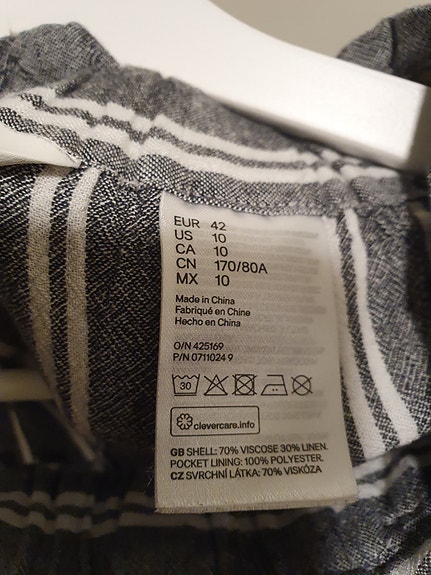 EUR 42
US 10
CA 10
CN 170/80A
MX 10
Made in China
Fabriqué en Chine
Hecho en China
O/N 425169
P/N 0711024 9
30
clevercare.info
GB SHELL: 70% VISCOSE 30% LINEN.
POCKET LINING: 100% POLYESTER.
CZ SVRCHNÍ LÁTKA: 70% VISKÓZA